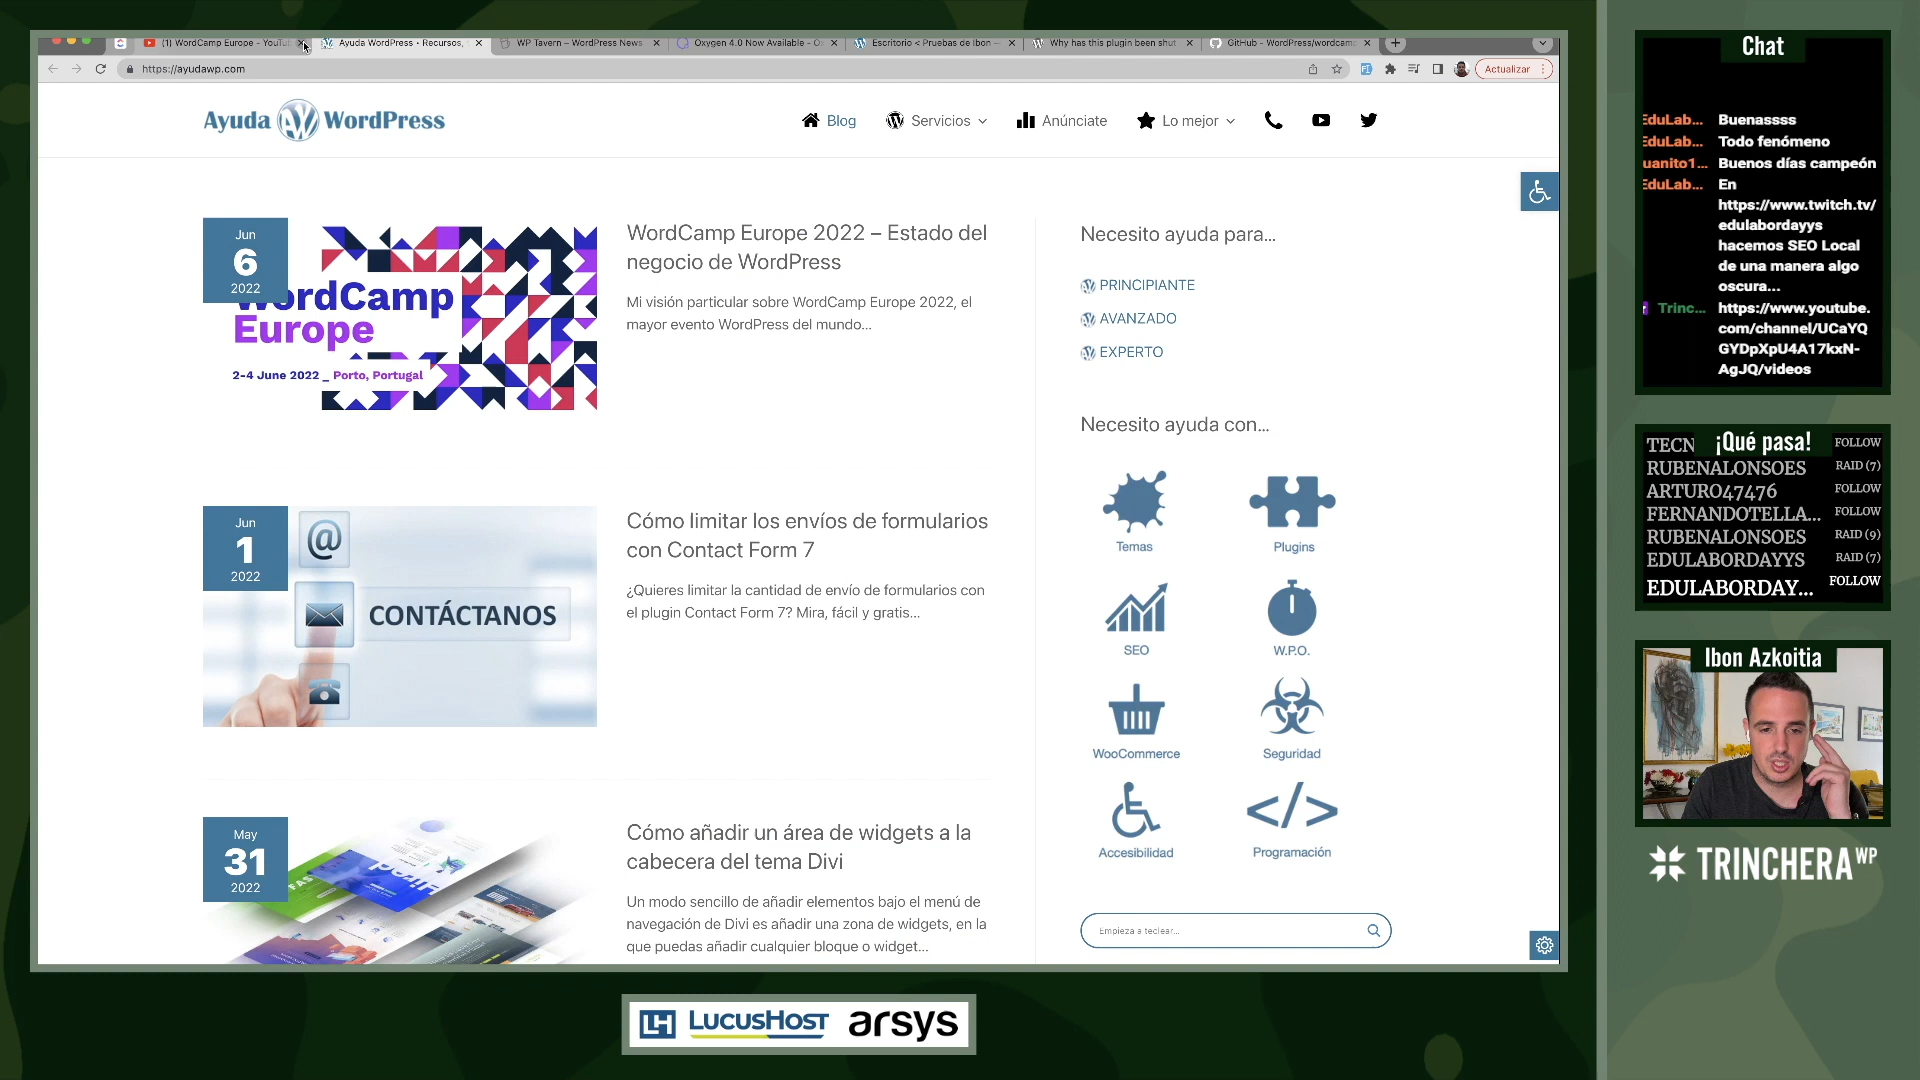 (1) WordCamp Europe - YouTu
Ayuda WordPress • Recursos,
WP Tavern – WordPress News
Oxygen 4.0 Now Available - O
Escritorio < Pruebas de Ibon —
Why has this plugin been shut
GitHub - WordPress/wordcam
https://ayudawp.com
Actualizar
Ayuda WordPress
Blog
Servicios
Anúnciate
Lo mejor
Jun
6
2022
WordCamp
Europe
2-4 June 2022 _ Porto, Portugal
WordCamp Europe 2022 – Estado del
negocio de WordPress
Mi visión particular sobre WordCamp Europe 2022, el
mayor evento WordPress del mundo...
Jun
1
2022
@
CONTÁCTANOS
Cómo limitar los envíos de formularios
con Contact Form 7
¿Quieres limitar la cantidad de envío de formularios con
el plugin Contact Form 7? Mira, fácil y gratis...
May
31
2022
Cómo añadir un área de widgets a la
cabecera del tema Divi
Un modo sencillo de añadir elementos bajo el menú de
navegación de Divi es añadir una zona de widgets, en la
que puedas añadir cualquier bloque o widget...
Necesito ayuda para...
PRINCIPIANTE
AVANZADO
EXPERTO
Necesito ayuda con...
Temas
Plugins
SEO
W.P.O.
WooCommerce
Seguridad
Accesibilidad
Programación
Empieza a teclear...
Chat
EduLab... Buenassss
EduLab... Todo fenómeno
uanito1... Buenos días campeón
EduLab... En
https://www.twitch.tv/
edulabordayys
hacemos SEO Local
de una manera algo
oscura...
Trinc... https://www.youtube.
com/channel/UCaYQ
GYDpXpU4A17kxN-
AgJQ/videos
¡Qué pasa!
TECN FOLLOW
RUBENALONSOES RAID (7)
ARTURO47476 FOLLOW
FERNANDOTELLA... FOLLOW
RUBENALONSOES RAID (9)
EDULABORDAYYS RAID (7)
EDULABORDAY... FOLLOW
Ibon Azkoitia
TRINCHERA WP
LH LUCUSHOST arsys